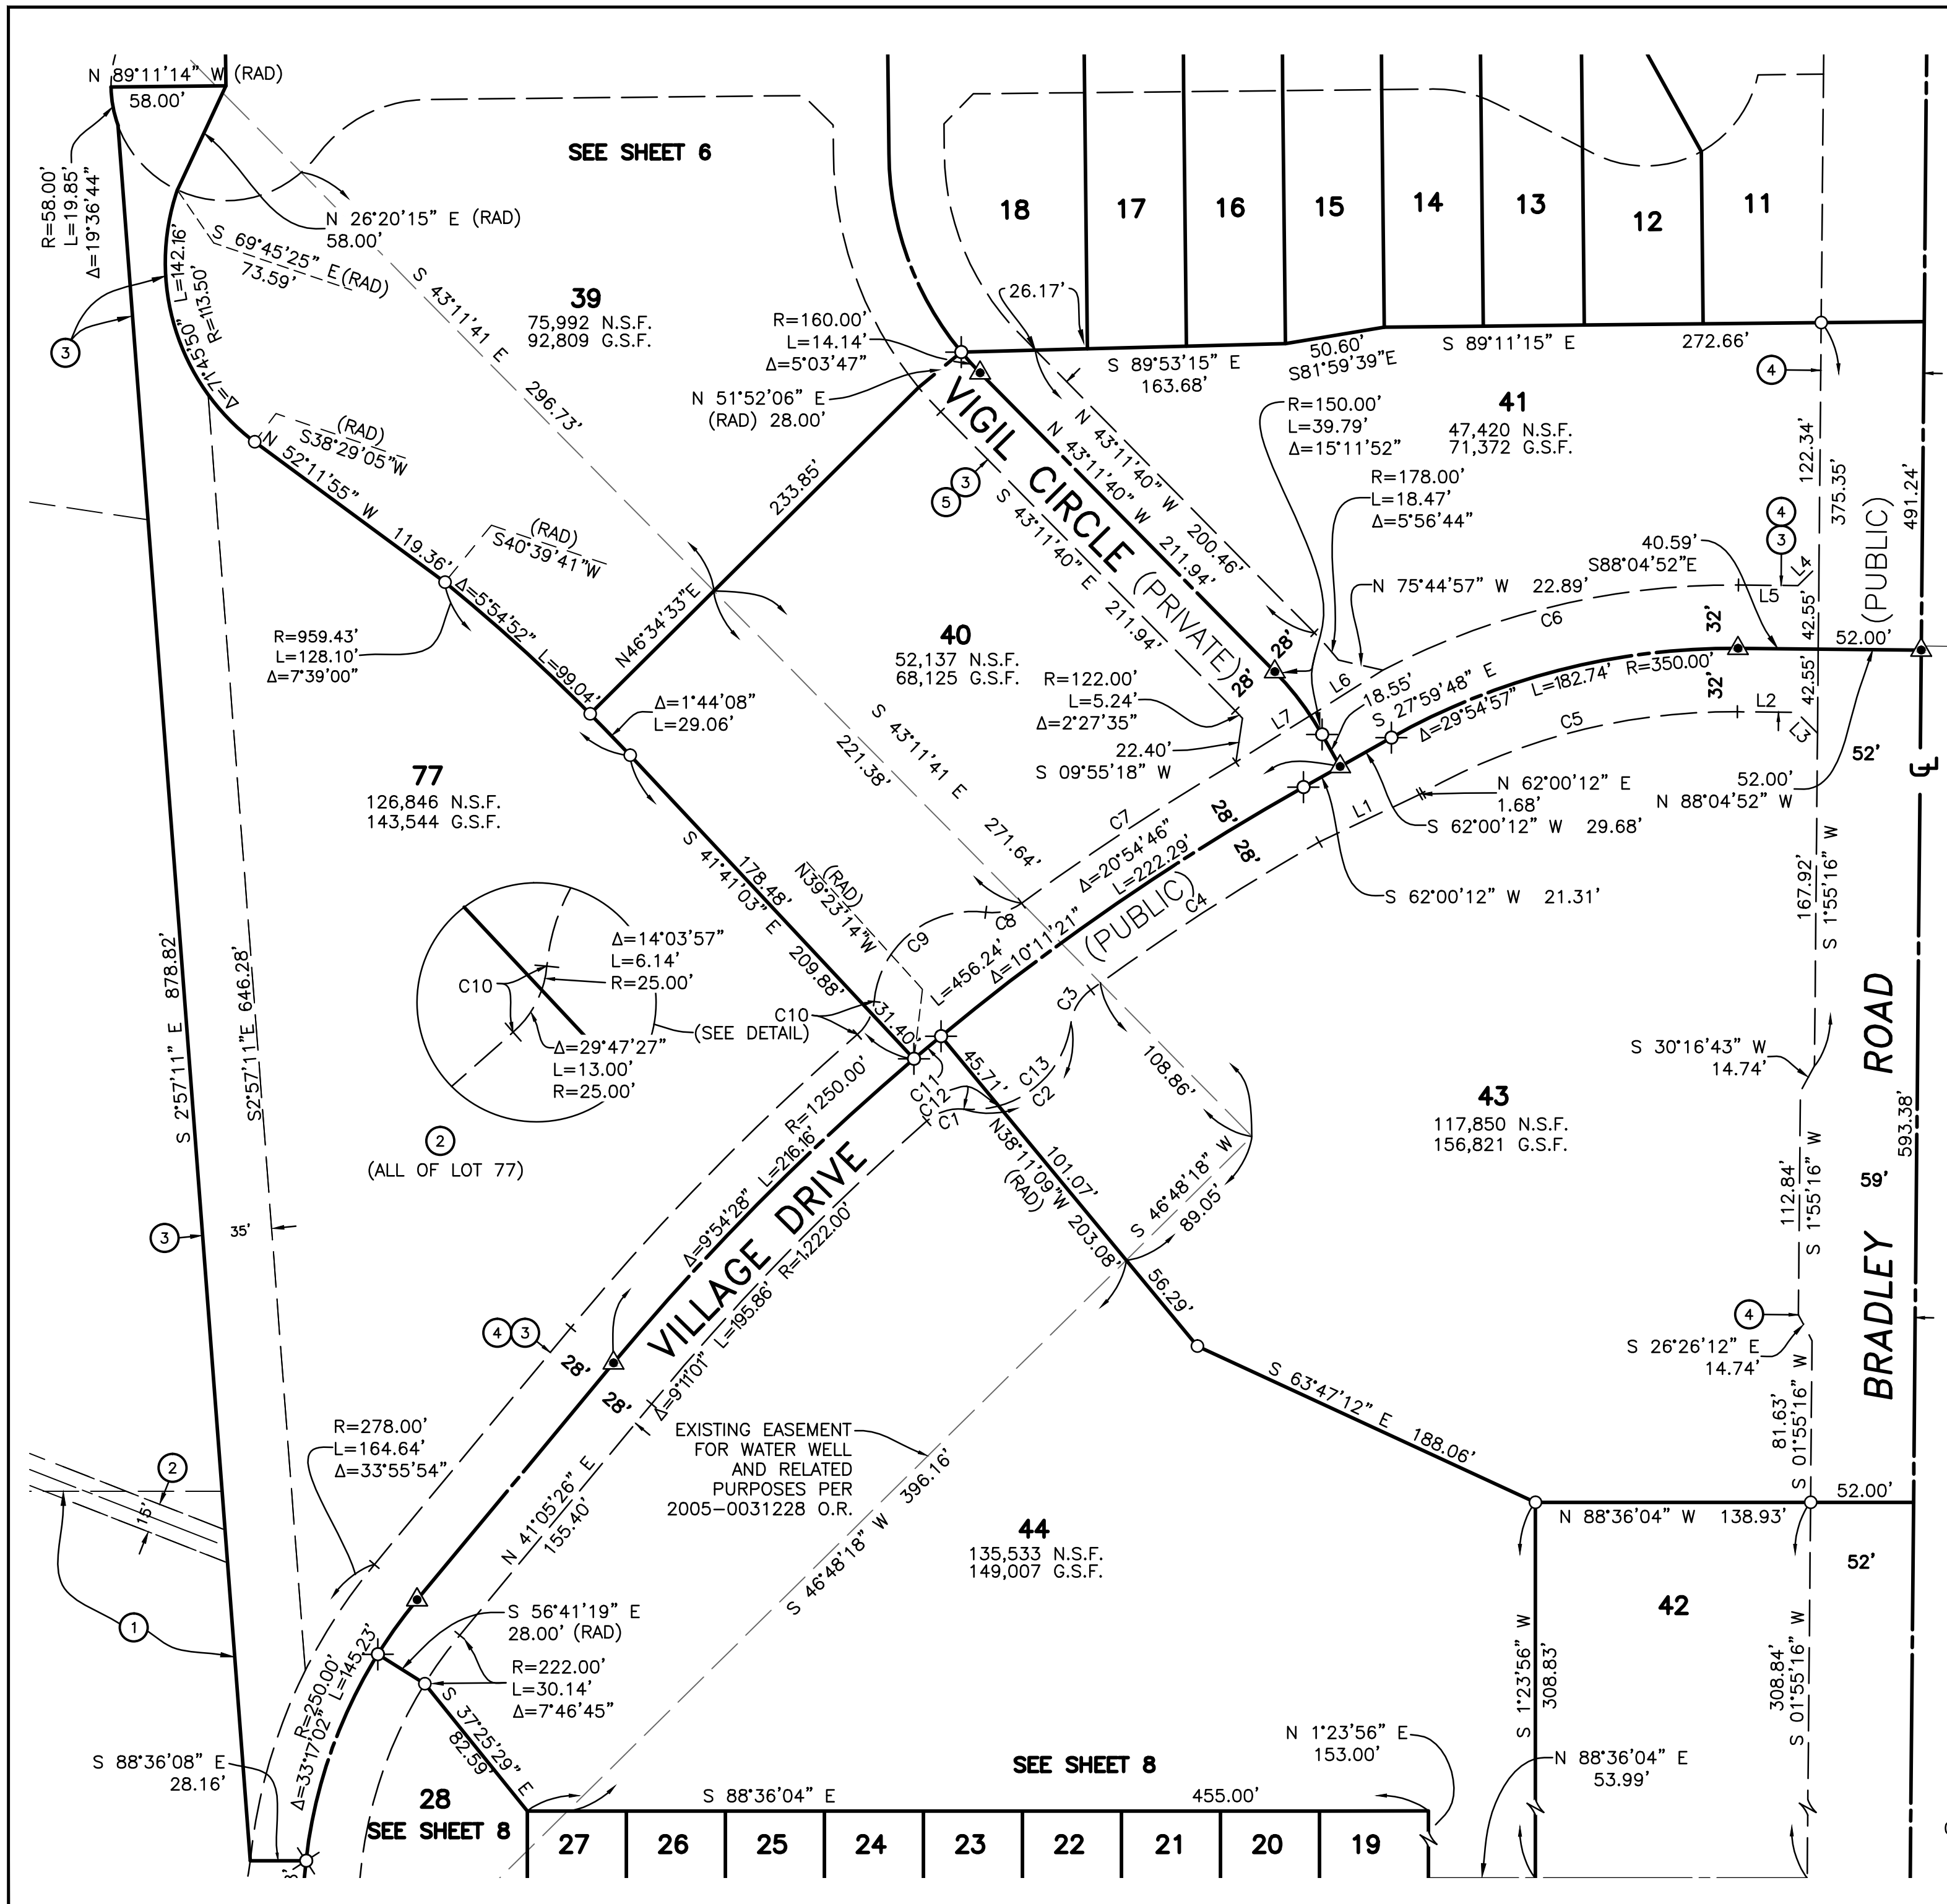 N 89°11'14" W (RAD)
58.00'
R=58.00'
L=19.85'
Δ=19°36'44"
SEE SHEET 6
N 26°20'15" E (RAD)
58.00'
S 69°45'25" E(RAD)
73.59'
L=142.16'
R=113.50'
Δ=71°45'50"
3
S 43°11'41 E
296.73'
39
75,992 N.S.F.
92,809 G.S.F.
R=160.00'
L=14.14'
Δ=5°03'47"
N 51°52'06" E
(RAD) 28.00'
26.17'
18
17
16
15
14
13
12
11
S 89°53'15" E
163.68'
50.60'
S81°59'39"E
S 89°11'15" E
272.66'
4
R=150.00'
L=39.79'
Δ=15°11'52"
41
47,420 N.S.F.
71,372 G.S.F.
R=178.00'
L=18.47'
Δ=5°56'44"
122.34'
375.35'
491.24'
(PUBLIC)
4
3
40.59'
S88°04'52"E
N 75°44'57" W 22.89'
L4
L5
C6
42.55'
52.00'
32'
32'
42.55'
L2
L3
C5
VIGIL CIRCLE (PRIVATE)
N 43°11'40" W 200.46'
N 43°11'40" W 211.94'
S 43°11'40" E 211.94'
5
3
28'
28'
(RAD)
S38°29'05"W
N 52°11'55" W 119.36'
(RAD)
S40°39'41"W
Δ=5°54'52" L=99.04'
R=959.43'
L=128.10'
Δ=7°39'00"
233.85'
N46°34'33"E
Δ=1°44'08"
L=29.06'
40
52,137 N.S.F.
68,125 G.S.F.
R=122.00'
L=5.24'
Δ=2°27'35"
22.40'
S 09°55'18" W
L6
L7
18.55'
S 27°59'48" E
L=182.74' R=350.00'
Δ=29°54'57"
52'
52.00'
N 88°04'52" W
N 62°00'12" E
1.68'
S 62°00'12" W 29.68'
L1
S 62°00'12" W 21.31'
S 43°11'41 E
221.38'
271.64'
77
126,846 N.S.F.
143,544 G.S.F.
C7
28'
28'
Δ=20°54'46"
L=222.29'
(PUBLIC)
C4
S 41°41'03" E
178.48'
209.88'
31.40'
(RAD)
N39°23'14"W
C8
C9
L=456.24'
Δ=10°11'21"
Δ=14°03'57"
L=6.14'
R=25.00'
C10
Δ=29°47'27"
L=13.00'
R=25.00'
(SEE DETAIL)
C10
2
(ALL OF LOT 77)
S 2°57'11" E 878.82'
S2°57'11"E 646.28'
3
35'
R=1250.00'
C11
C12
C1
45.71'
C13
C2
C3
108.86'
N38°11'09"W 203.08'
(RAD)
101.07'
56.29'
S 46°48'18" W
89.05'
43
117,850 N.S.F.
156,821 G.S.F.
167.92'
S 1°55'16" W
S 30°16'43" W
14.74'
112.84'
S 1°55'16" W
593.38'
59'
BRADLEY ROAD
4
S 26°26'12" E
14.74'
81.63'
S 01°55'16" W
Δ=9°54'28" L=216.16'
VILLAGE DRIVE
Δ=9°11'01" L=195.86' R=1,222.00'
4
3
28'
28'
EXISTING EASEMENT
FOR WATER WELL
AND RELATED
PURPOSES PER
2005-0031228 O.R.
S 63°47'12" E
188.06'
R=278.00'
L=164.64'
Δ=33°55'54"
2
15'
1
N 41°05'26" E
155.40'
S 46°48'18" W
396.16'
44
135,533 N.S.F.
149,007 G.S.F.
N 88°36'04" W 138.93'
52.00'
52'
42
S 56°41'19" E
28.00' (RAD)
R=222.00'
L=30.14'
Δ=7°46'45"
R=250.00'
L=145.23'
Δ=33°17'02"
S 37°25'29" E
82.59'
S 88°36'08" E
28.16'
S 1°23'56" W
308.83'
308.84'
S 01°55'16" W
N 1°23'56" E
153.00'
N 88°36'04" E
53.99'
SEE SHEET 8
S 88°36'04" E
455.00'
28
SEE SHEET 8
27
26
25
24
23
22
21
20
19